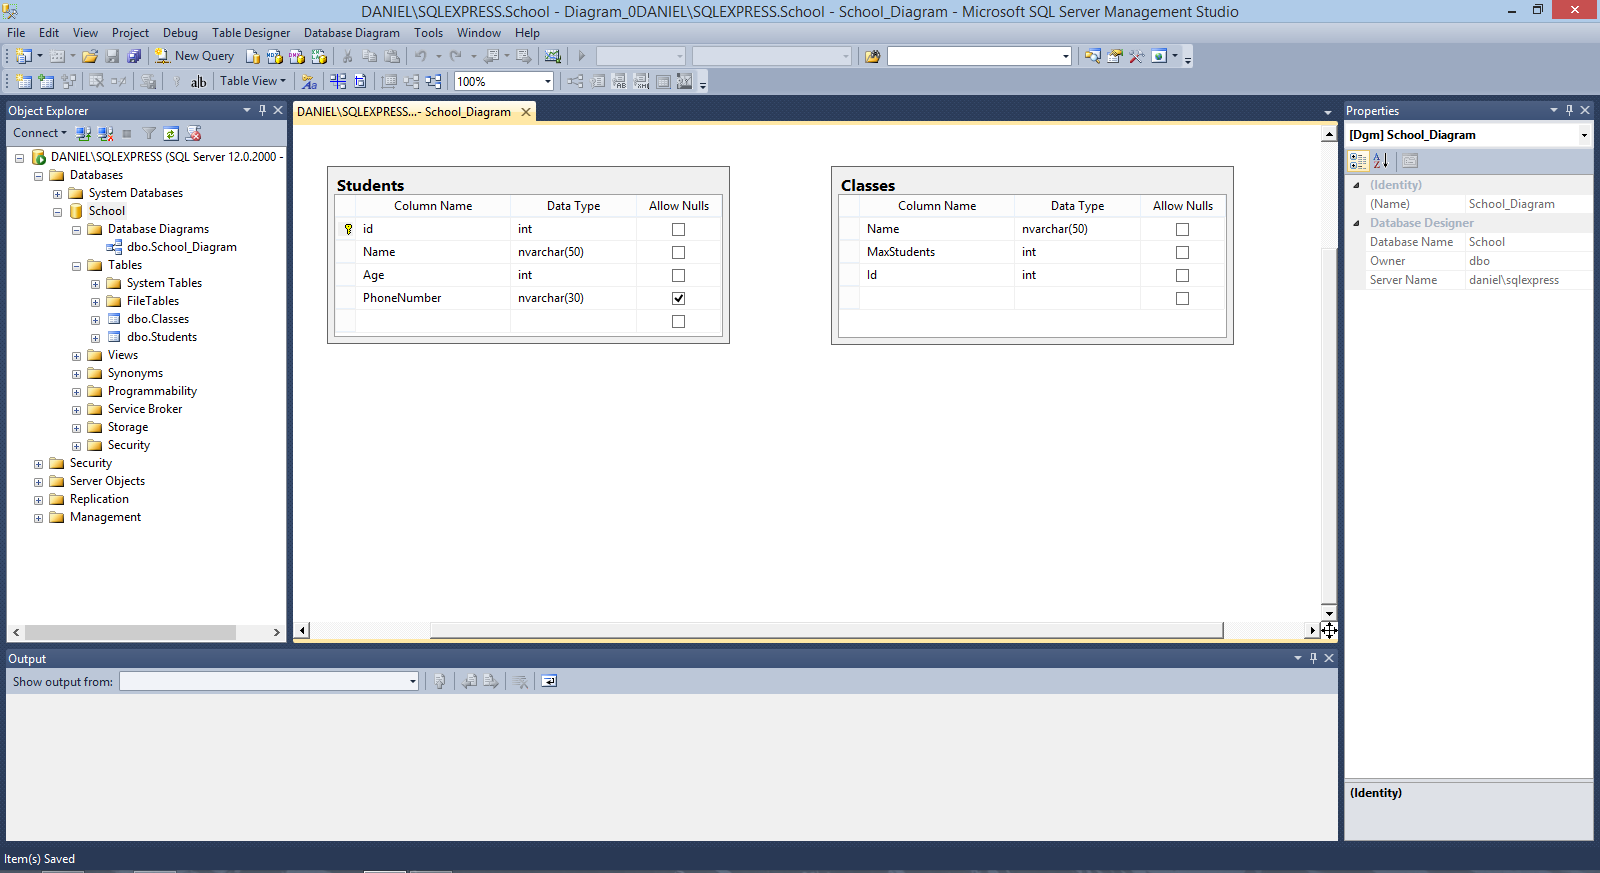 DANIEL\SQLEXPRESS.School - Diagram_0DANIEL\SQLEXPRESS.School - School_Diagram - Microsoft SQL Server Management Studio
File Edit View Project Debug Table Designer Database Diagram Tools Window Help
New Query
Table View 100%
Object Explorer
Connect
DANIEL\SQLEXPRESS (SQL Server 12.0.2000 -
Databases
System Databases
School
Database Diagrams
dbo.School_Diagram
Tables
System Tables
FileTables
dbo.Classes
dbo.Students
Views
Synonyms
Programmability
Service Broker
Storage
Security
Security
Server Objects
Replication
Management
DANIEL\SQLEXPRESS...- School_Diagram
Students
Column Name Data Type Allow Nulls
id int
Name nvarchar(50)
Age int
PhoneNumber nvarchar(30)
Classes
Column Name Data Type Allow Nulls
Name nvarchar(50)
MaxStudents int
Id int
Properties
[Dgm] School_Diagram
(Identity)
(Name) School_Diagram
Database Designer
Database Name School
Owner dbo
Server Name daniel\sqlexpress
(Identity)
Output
Show output from:
Item(s) Saved